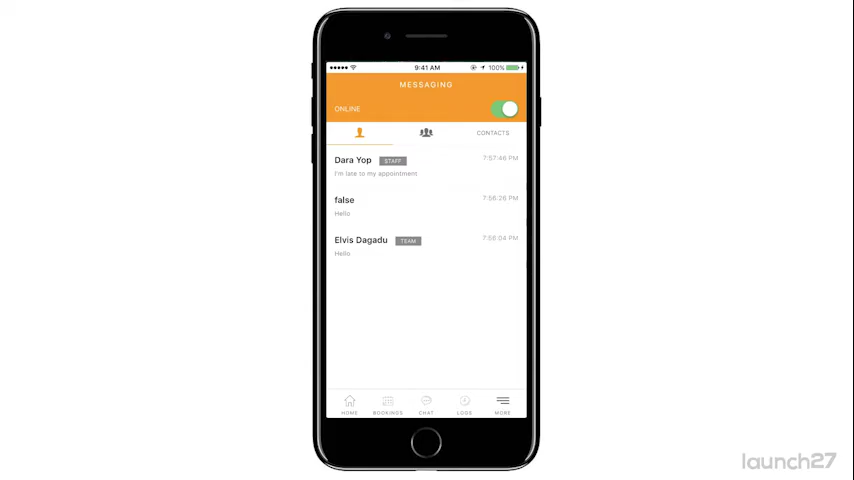 9:41 AM
100%
MESSAGING
ONLINE
CONTACTS
Dara Yop STAFF 7:57:46 PM
I'm late to my appointment
false 7:56:26 PM
Hello
Elvis Dagadu TEAM 7:56:04 PM
Hello
HOME BOOKINGS CHAT LOGS MORE
launch27